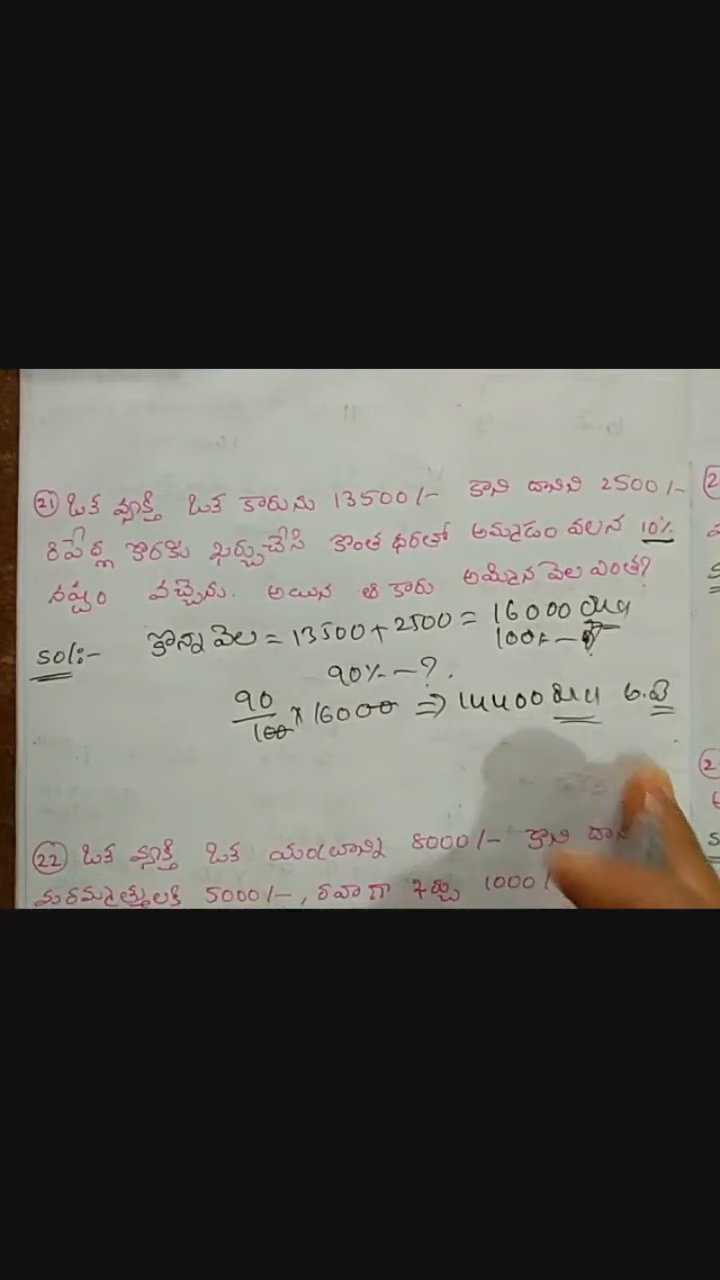 21 ఒక వ్యక్తి ఒక కారును 13500/- కొని దానిని 2500/-
రిపేర్ల కొరకు ఖర్చుచేసి కొంత ధరతో అమ్మడం వలన 10%
నష్టం వచ్చెను. అయిన ఆ కారు అమ్మిన వెల ఎంత?
Sol:- కొన్న వెల = 13500 + 2500 = 16000
100% -
90% - ?
90/100 × 16000 ⇒ 14400
22 ఒక వ్యక్తి ఒక యంత్రాన్ని 8000/- కొని దాని
మరమ్మత్తులకి 5000/-, రవాణా ఖర్చు 1000/